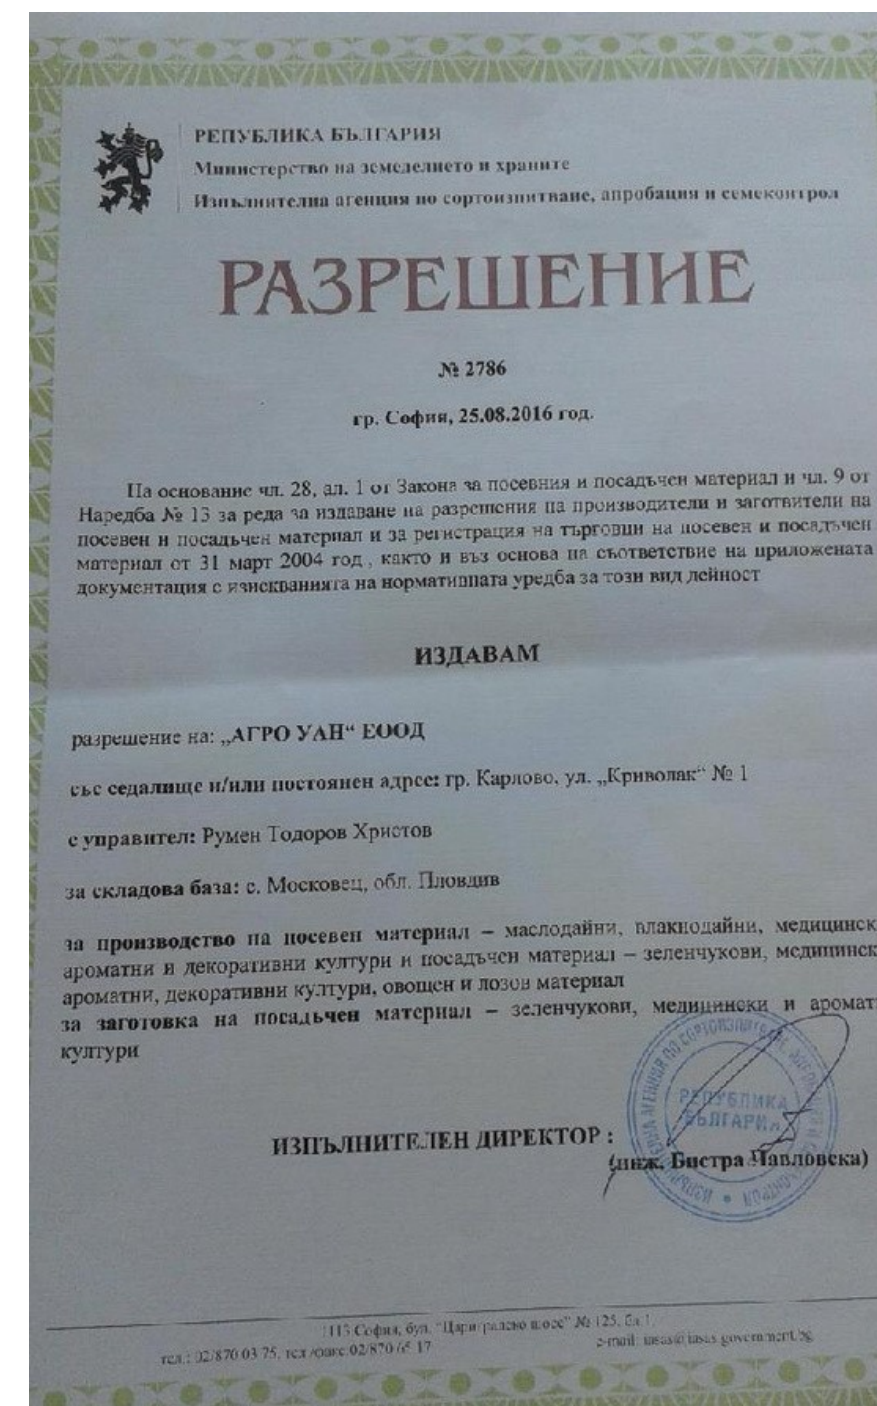 РЕПУБЛИКА БЪЛГАРИЯ
Министерство на земеделието и храните
Изпълнителна агенция по сортоизпитване, апробация и семеконтрол
РАЗРЕШЕНИЕ
№ 2786
гр. София, 25.08.2016 год.
На основание чл. 28, ал. 1 от Закона за посевния и посадъчен материал и чл. 9 от
Наредба № 13 за реда за издаване на разрешения на производители и заготвители на
посевен и посадъчен материал и за регистрация на търговци на посевен и посадъчен
материал от 31 март 2004 год., както и въз основа на съответствие на приложената
документация с изискванията на нормативната уредба за този вид дейност
ИЗДАВАМ
разрешение на: „АГРО УАН“ ЕООД
със седалище и/или постоянен адрес: гр. Карлово, ул. „Криволак“ № 1
с управител: Румен Тодоров Христов
за складова база: с. Московец, обл. Пловдив
за производство на посевен материал – маслодайни, влакнодайни, медицинск
ароматни и декоративни култури и посадъчен материал – зеленчукови, медицинск
ароматни, декоративни култури, овощен и лозов материал
за заготовка на посадъчен материал – зеленчукови, медицински и аромат
култури
РЕПУБЛИКА
БЪЛГАРИЯ
ИЗПЪЛНИТЕЛЕН ДИРЕКТОР :
(инж. Бистра Павловска)
1113 София, бул. "Цариградско шосе" № 125, бл.1,
тел.: 02/870 03 75, тел./факс:02/870 65 17
e-mail: iasas@iasas.government.bg